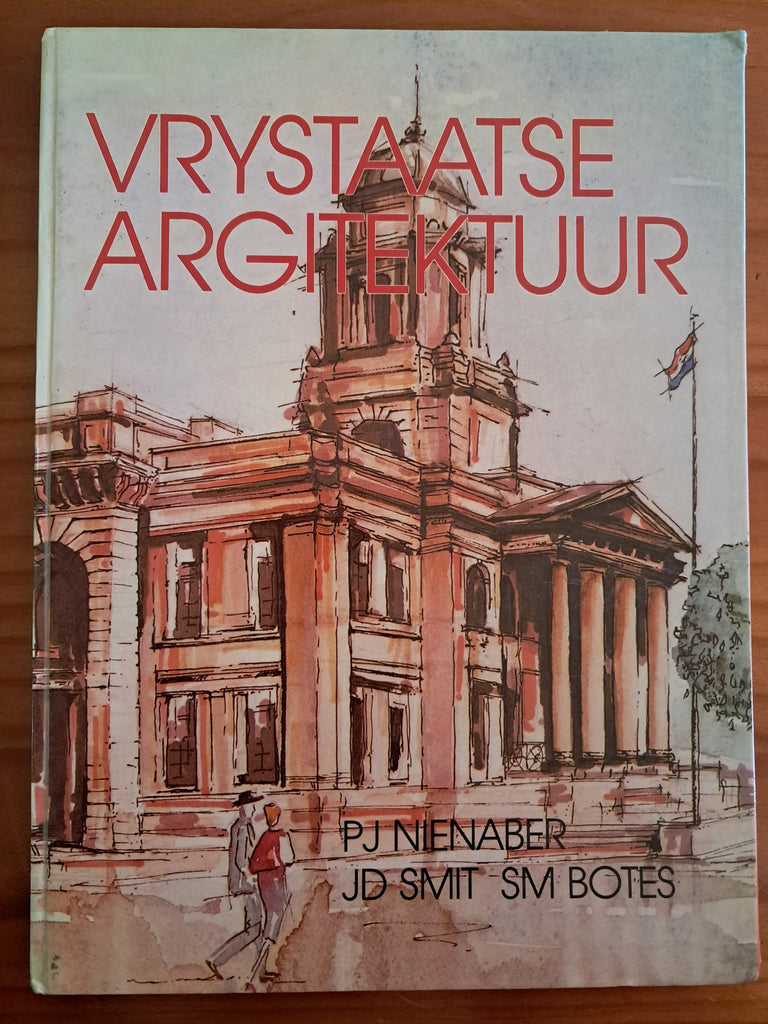 VRYSTAATSE
ARGITEKTUUR
PJ NIENABER
JD SMIT SM BOTES